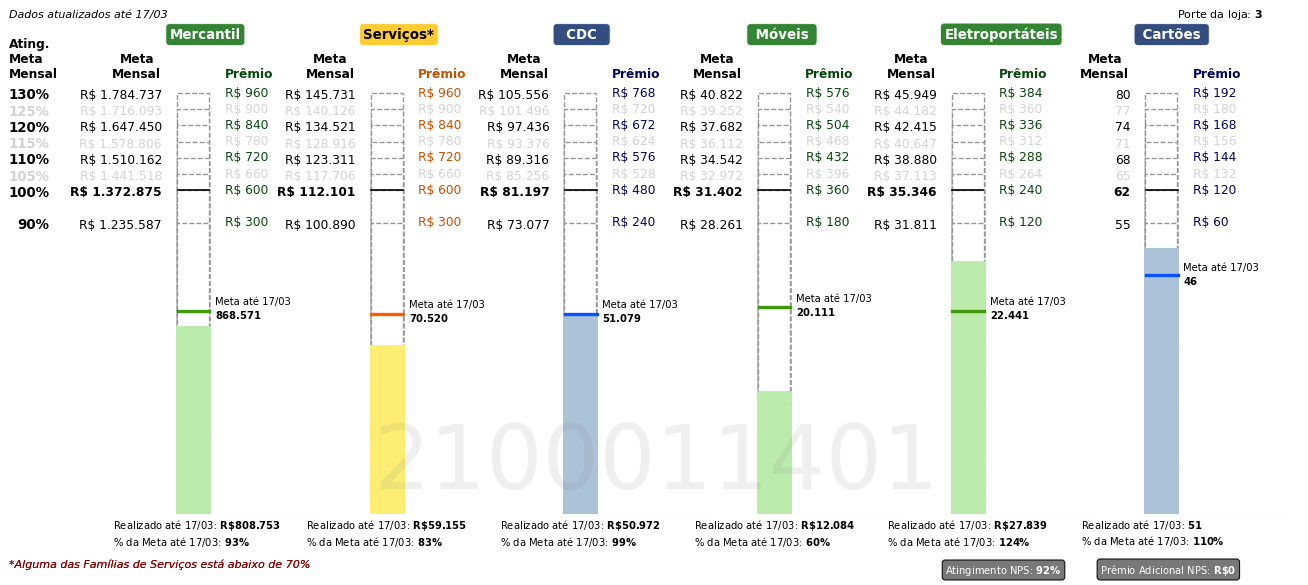 Dados atualizados até 17/03
Porte da loja: 3
Mercantil Serviços* CDC Móveis Eletroportáteis Cartões
Ating.
Meta Meta Meta Meta Meta Meta Meta
Mensal Mensal Prêmio Mensal Prêmio Mensal Prêmio Mensal Prêmio Mensal Prêmio Mensal Prêmio
130% R$ 1.784.737 R$ 960 R$ 145.731 R$ 960 R$ 105.556 R$ 768 R$ 40.822 R$ 576 R$ 45.949 R$ 384 80 R$ 192
125% R$ 1.716.093 R$ 900 R$ 140.126 R$ 900 R$ 101.496 R$ 720 R$ 39.252 R$ 540 R$ 44.182 R$ 360 77 R$ 180
120% R$ 1.647.450 R$ 840 R$ 134.521 R$ 840 R$ 97.436 R$ 672 R$ 37.682 R$ 504 R$ 42.415 R$ 336 74 R$ 168
115% R$ 1.578.806 R$ 780 R$ 128.916 R$ 780 R$ 93.376 R$ 624 R$ 36.112 R$ 468 R$ 40.647 R$ 312 71 R$ 156
110% R$ 1.510.162 R$ 720 R$ 123.311 R$ 720 R$ 89.316 R$ 576 R$ 34.542 R$ 432 R$ 38.880 R$ 288 68 R$ 144
105% R$ 1.441.518 R$ 660 R$ 117.706 R$ 660 R$ 85.256 R$ 528 R$ 32.972 R$ 396 R$ 37.113 R$ 264 65 R$ 132
100% R$ 1.372.875 R$ 600 R$ 112.101 R$ 600 R$ 81.197 R$ 480 R$ 31.402 R$ 360 R$ 35.346 R$ 240 62 R$ 120
90% R$ 1.235.587 R$ 300 R$ 100.890 R$ 300 R$ 73.077 R$ 240 R$ 28.261 R$ 180 R$ 31.811 R$ 120 55 R$ 60
Meta até 17/03 Meta até 17/03 Meta até 17/03 Meta até 17/03 Meta até 17/03 Meta até 17/03
868.571 70.520 51.079 20.111 22.441 46
2100011401
Realizado até 17/03: R$808.753 Realizado até 17/03: R$59.155 Realizado até 17/03: R$50.972 Realizado até 17/03: R$12.084 Realizado até 17/03: R$27.839 Realizado até 17/03: 51
% da Meta até 17/03: 93% % da Meta até 17/03: 83% % da Meta até 17/03: 99% % da Meta até 17/03: 60% % da Meta até 17/03: 124% % da Meta até 17/03: 110%
*Alguma das Famílias de Serviços está abaixo de 70%
Atingimento NPS: 92% Prêmio Adicional NPS: R$0